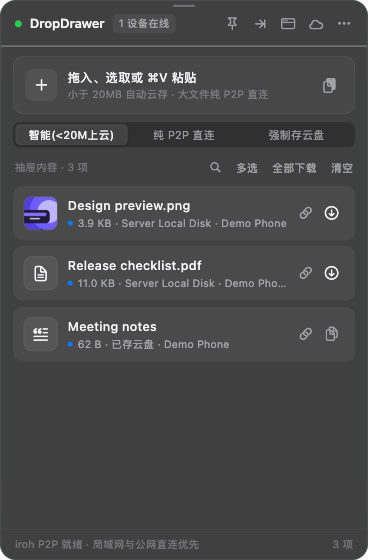 DropDrawer 1 设备在线
拖入、选取或 ⌘V 粘贴
小于 20MB 自动云存 · 大文件纯 P2P 直连
智能(<20M上云) 纯 P2P 直连 强制存云盘
抽屉内容 · 3 项 多选 全部下载 清空
Design preview.png
3.9 KB · Server Local Disk · Demo Phone
Release checklist.pdf
11.0 KB · Server Local Disk · Demo Pho...
Meeting notes
62 B · 已存云盘 · Demo Phone
iroh P2P 就绪 · 局域网与公网直连优先 3 项